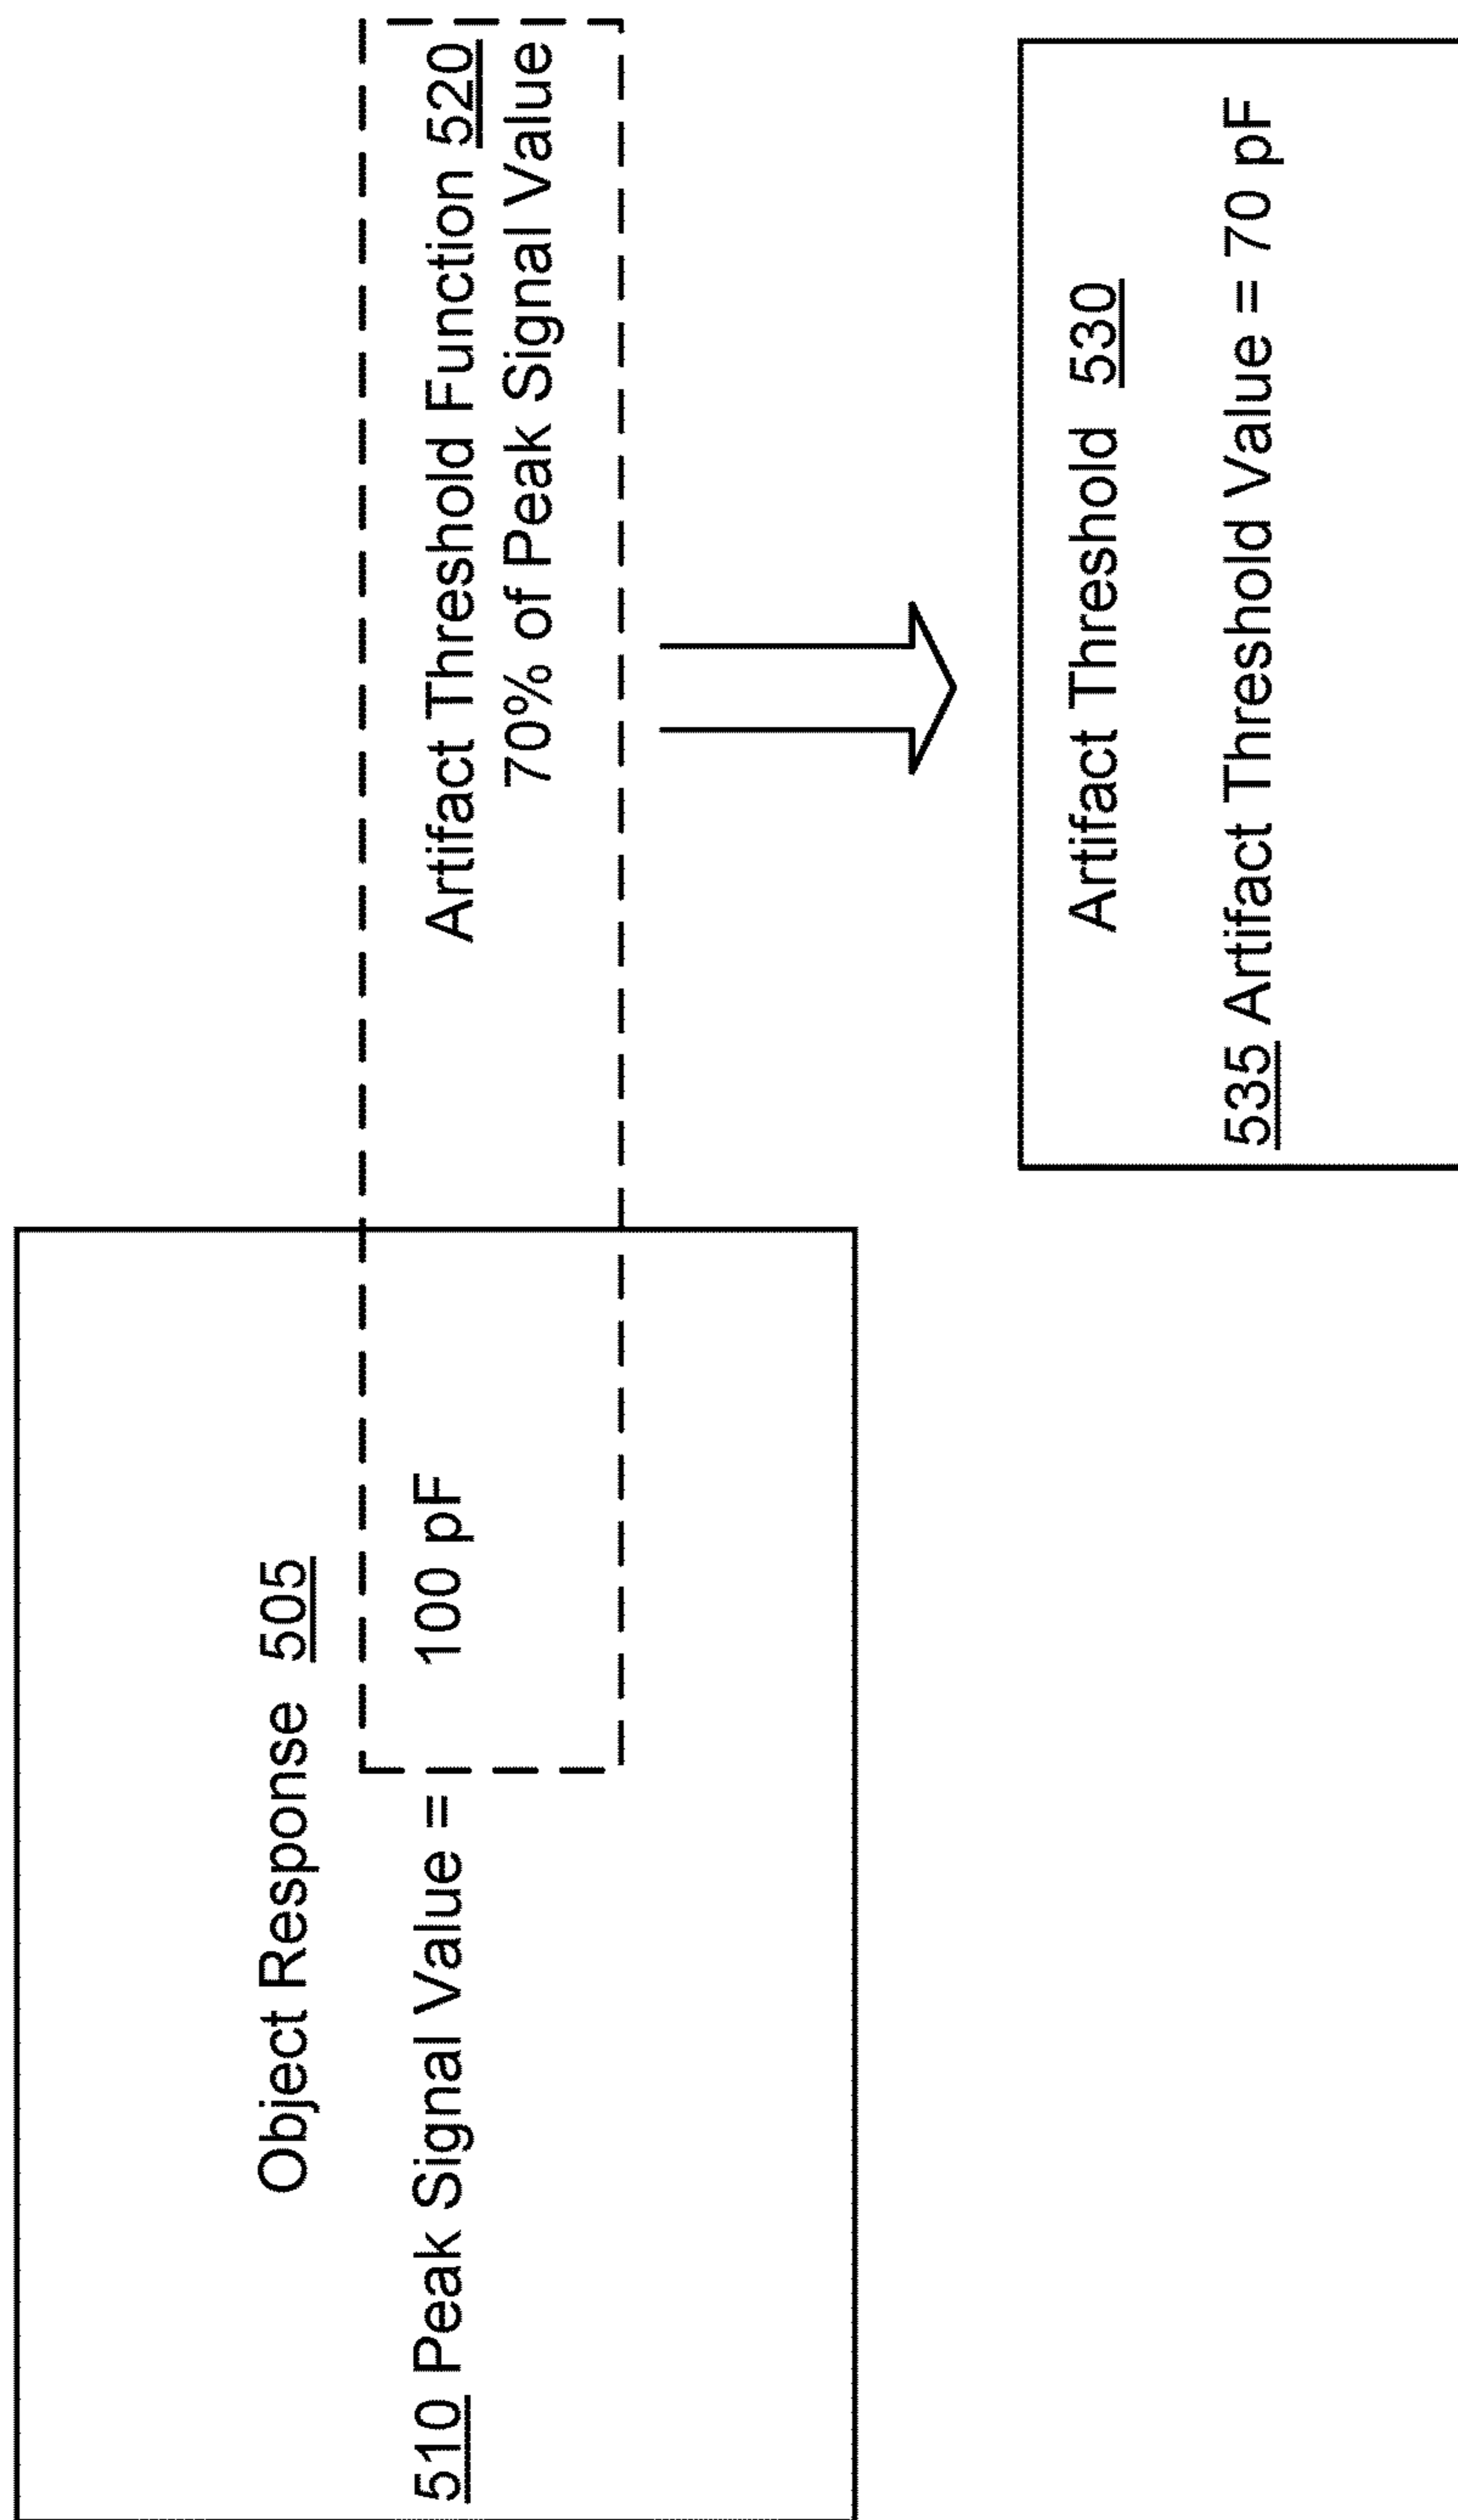 Object Response 505
510 Peak Signal Value = 100 pF
Artifact Threshold Function 520
70% of Peak Signal Value
Artifact Threshold 530
535 Artifact Threshold Value = 70 pF